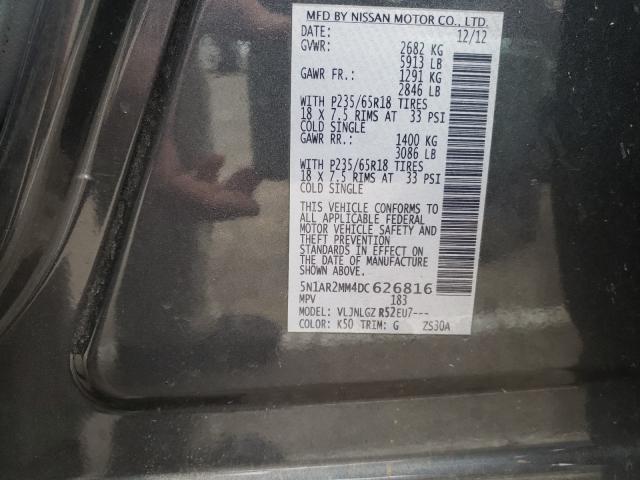 MFD BY NISSAN MOTOR CO., LTD.
DATE: 12/12
GVWR: 2682 KG
5913 LB
GAWR FR.: 1291 KG
2846 LB
WITH P235/65R18 TIRES
18 X 7.5 RIMS AT 33 PSI
COLD SINGLE
GAWR RR.: 1400 KG
3086 LB
WITH P235/65R18 TIRES
18 X 7.5 RIMS AT 33 PSI
COLD SINGLE
THIS VEHICLE CONFORMS TO
ALL APPLICABLE FEDERAL
MOTOR VEHICLE SAFETY AND
THEFT PREVENTION
STANDARDS IN EFFECT ON
THE DATE OF MANUFACTURE
SHOWN ABOVE.
5N1AR2MM4DC626816
MPV 183
MODEL: VLJNLGZ R52EU7---
COLOR: K50 TRIM: G ZS30A